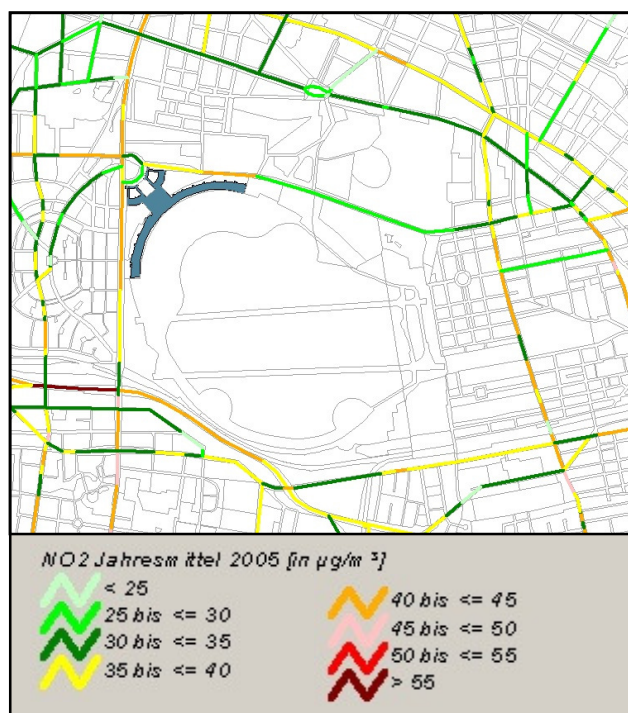 NO2 Jahresmittel 2005 [in µg/m ³]
< 25
25 bis <= 30
30 bis <= 35
35 bis <= 40
40 bis <= 45
45 bis <= 50
50 bis <= 55
> 55